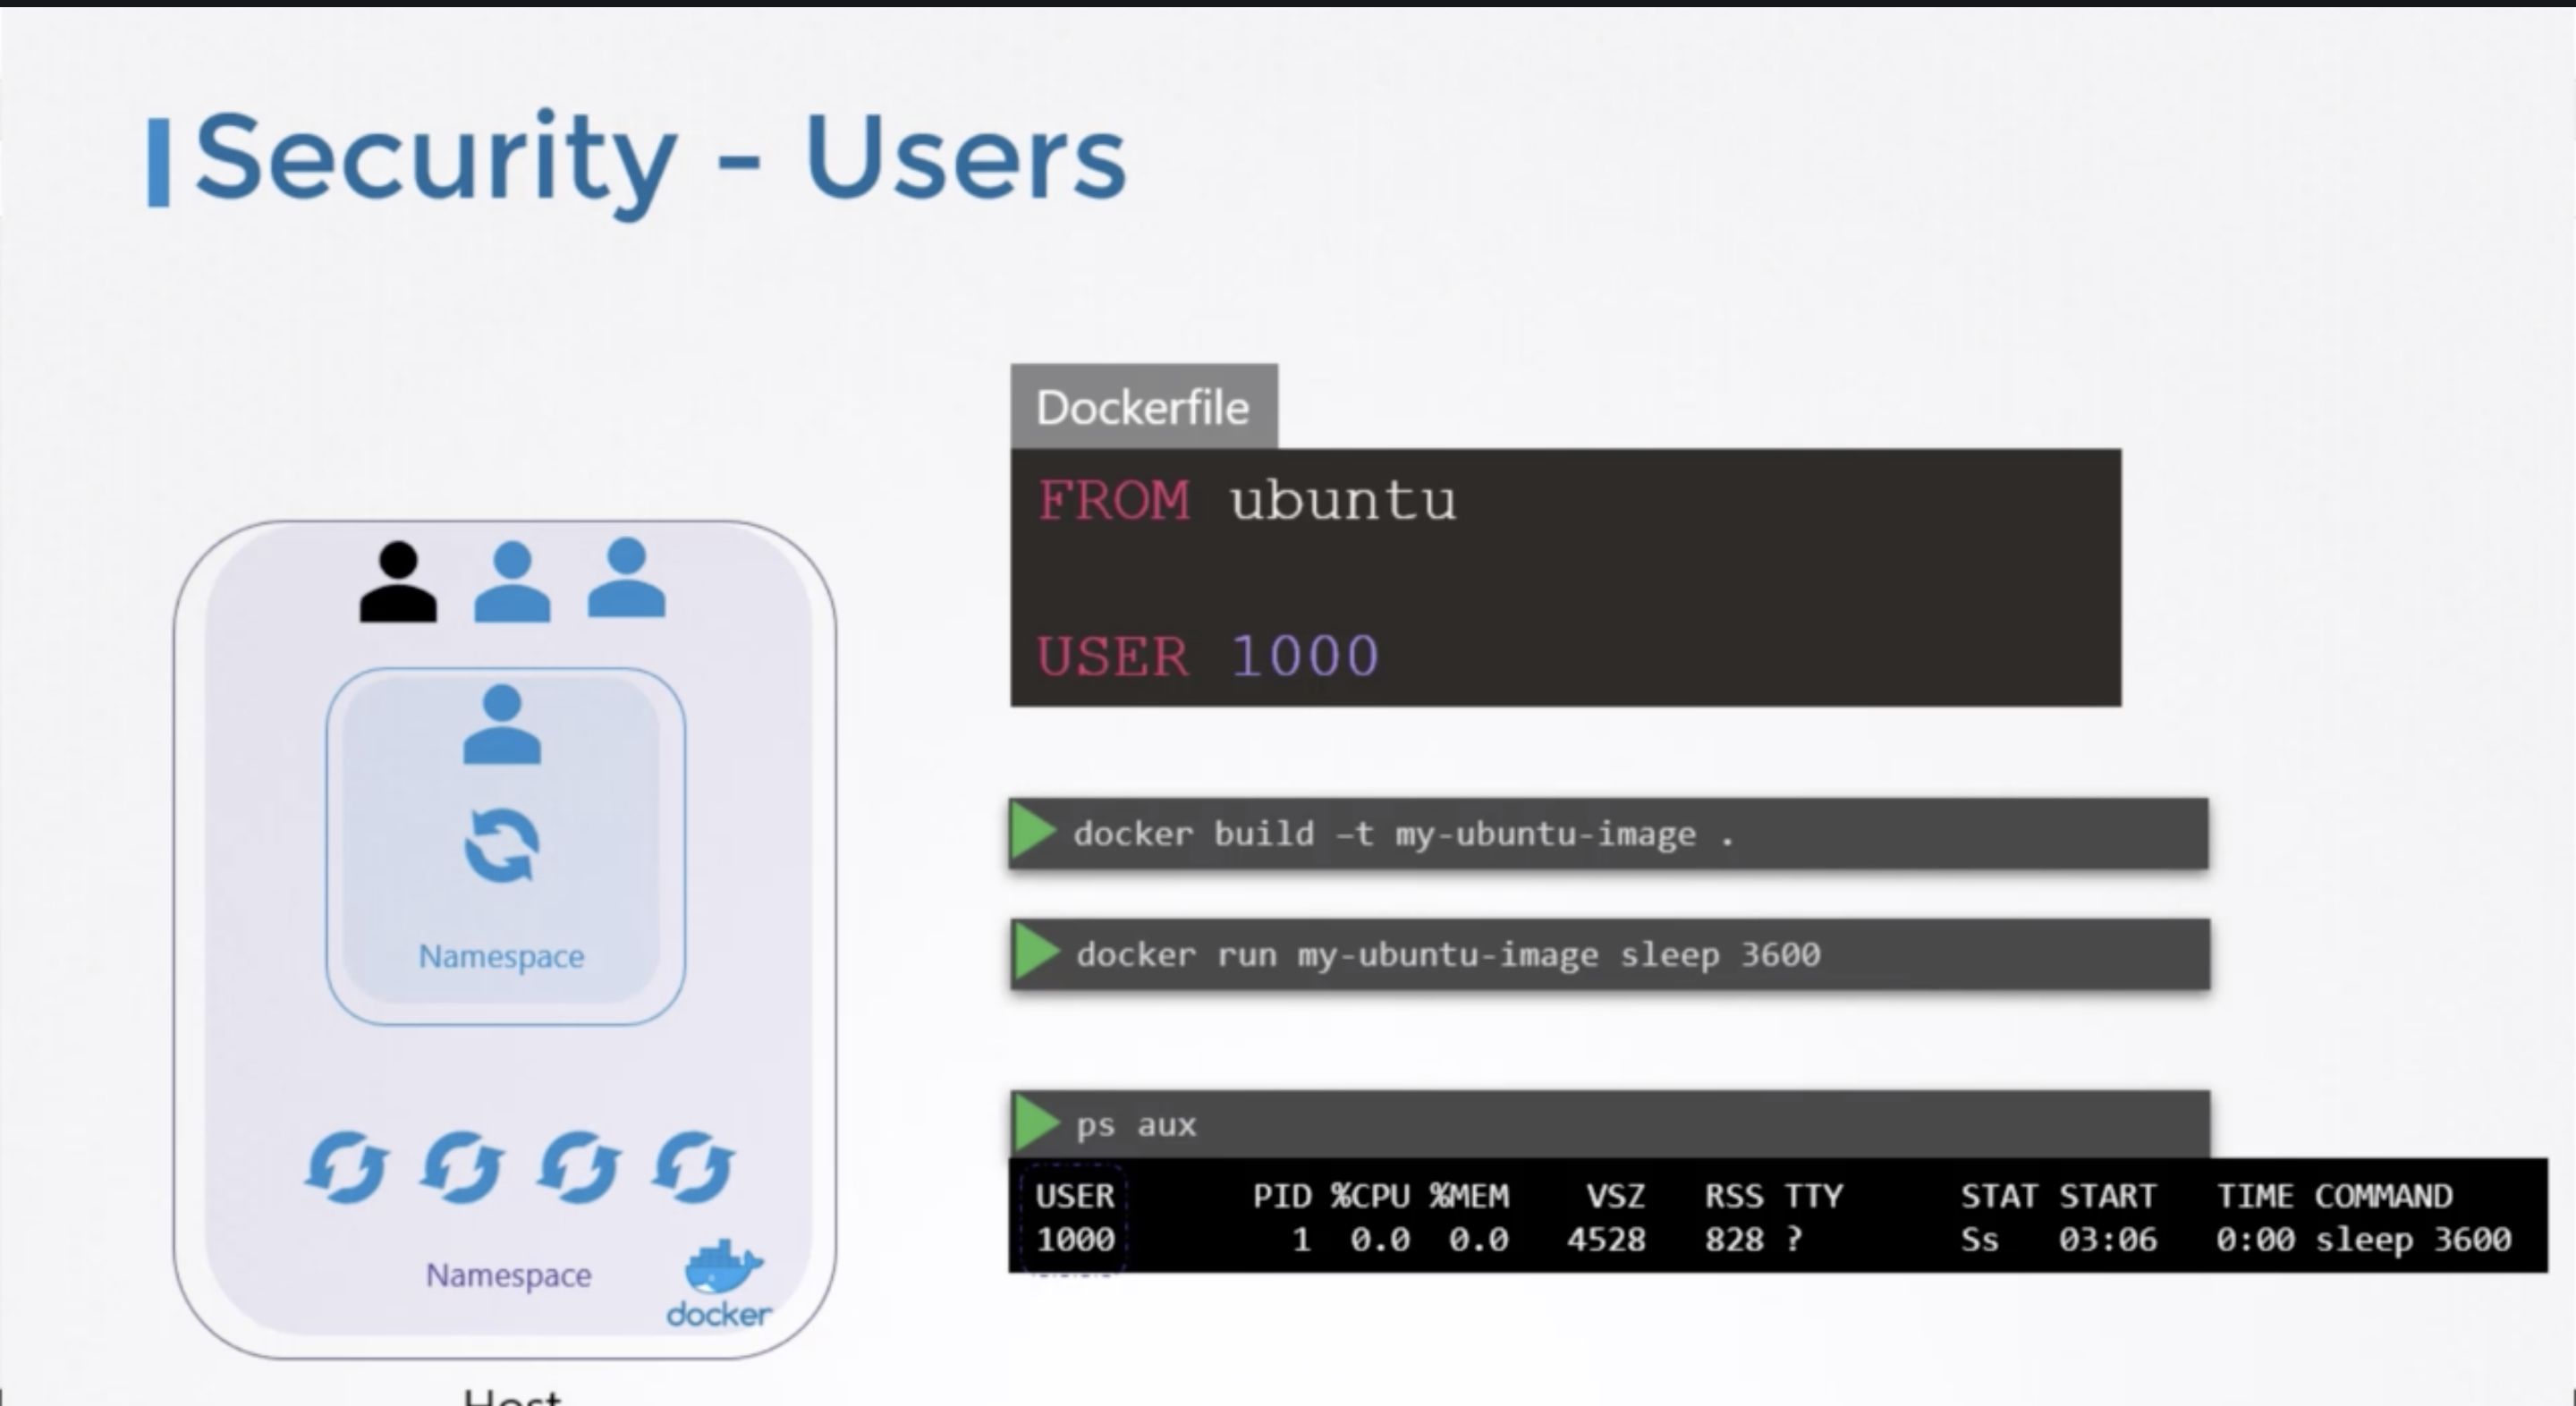 Security - Users
Dockerfile
FROM ubuntu
USER 1000
docker build –t my-ubuntu-image .
docker run my-ubuntu-image sleep 3600
ps aux
USER PID %CPU %MEM VSZ RSS TTY STAT START TIME COMMAND
1000 1 0.0 0.0 4528 828 ? Ss 03:06 0:00 sleep 3600
Namespace
Namespace
docker
Host